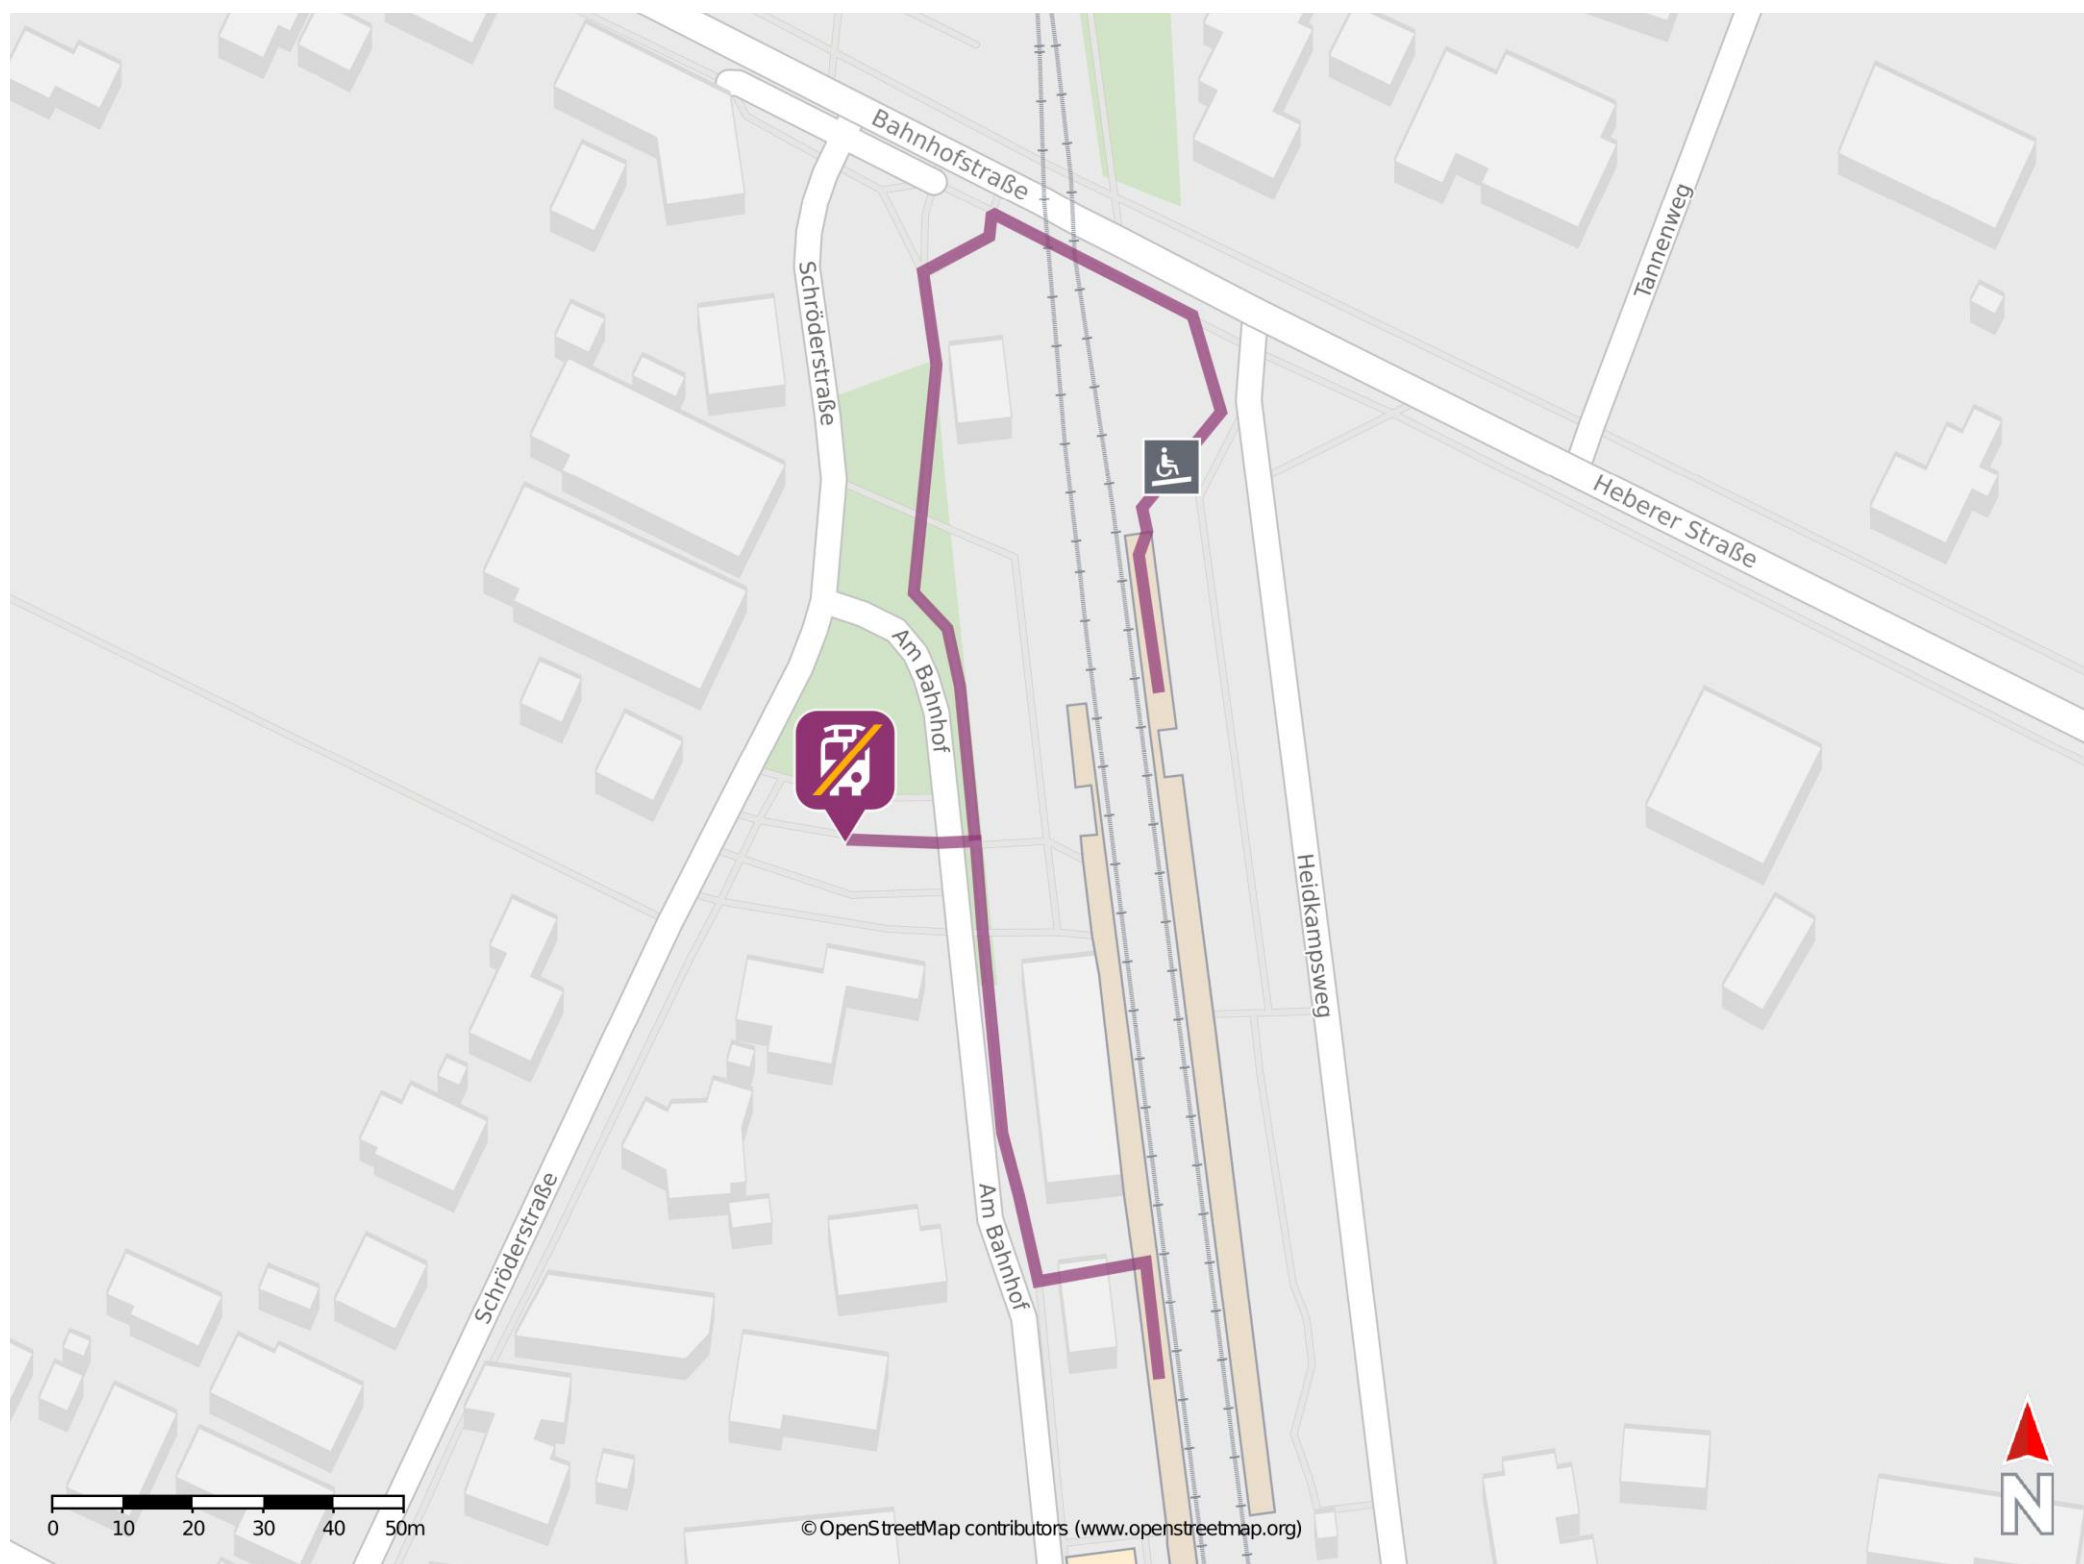 Bahnhofstraße
Tannenweg
Schröderstraße
Heberer Straße
Am Bahnhof
Heidkampsweg
Schröderstraße
Am Bahnhof
0 10 20 30 40 50m
© OpenStreetMap contributors (www.openstreetmap.org)
N